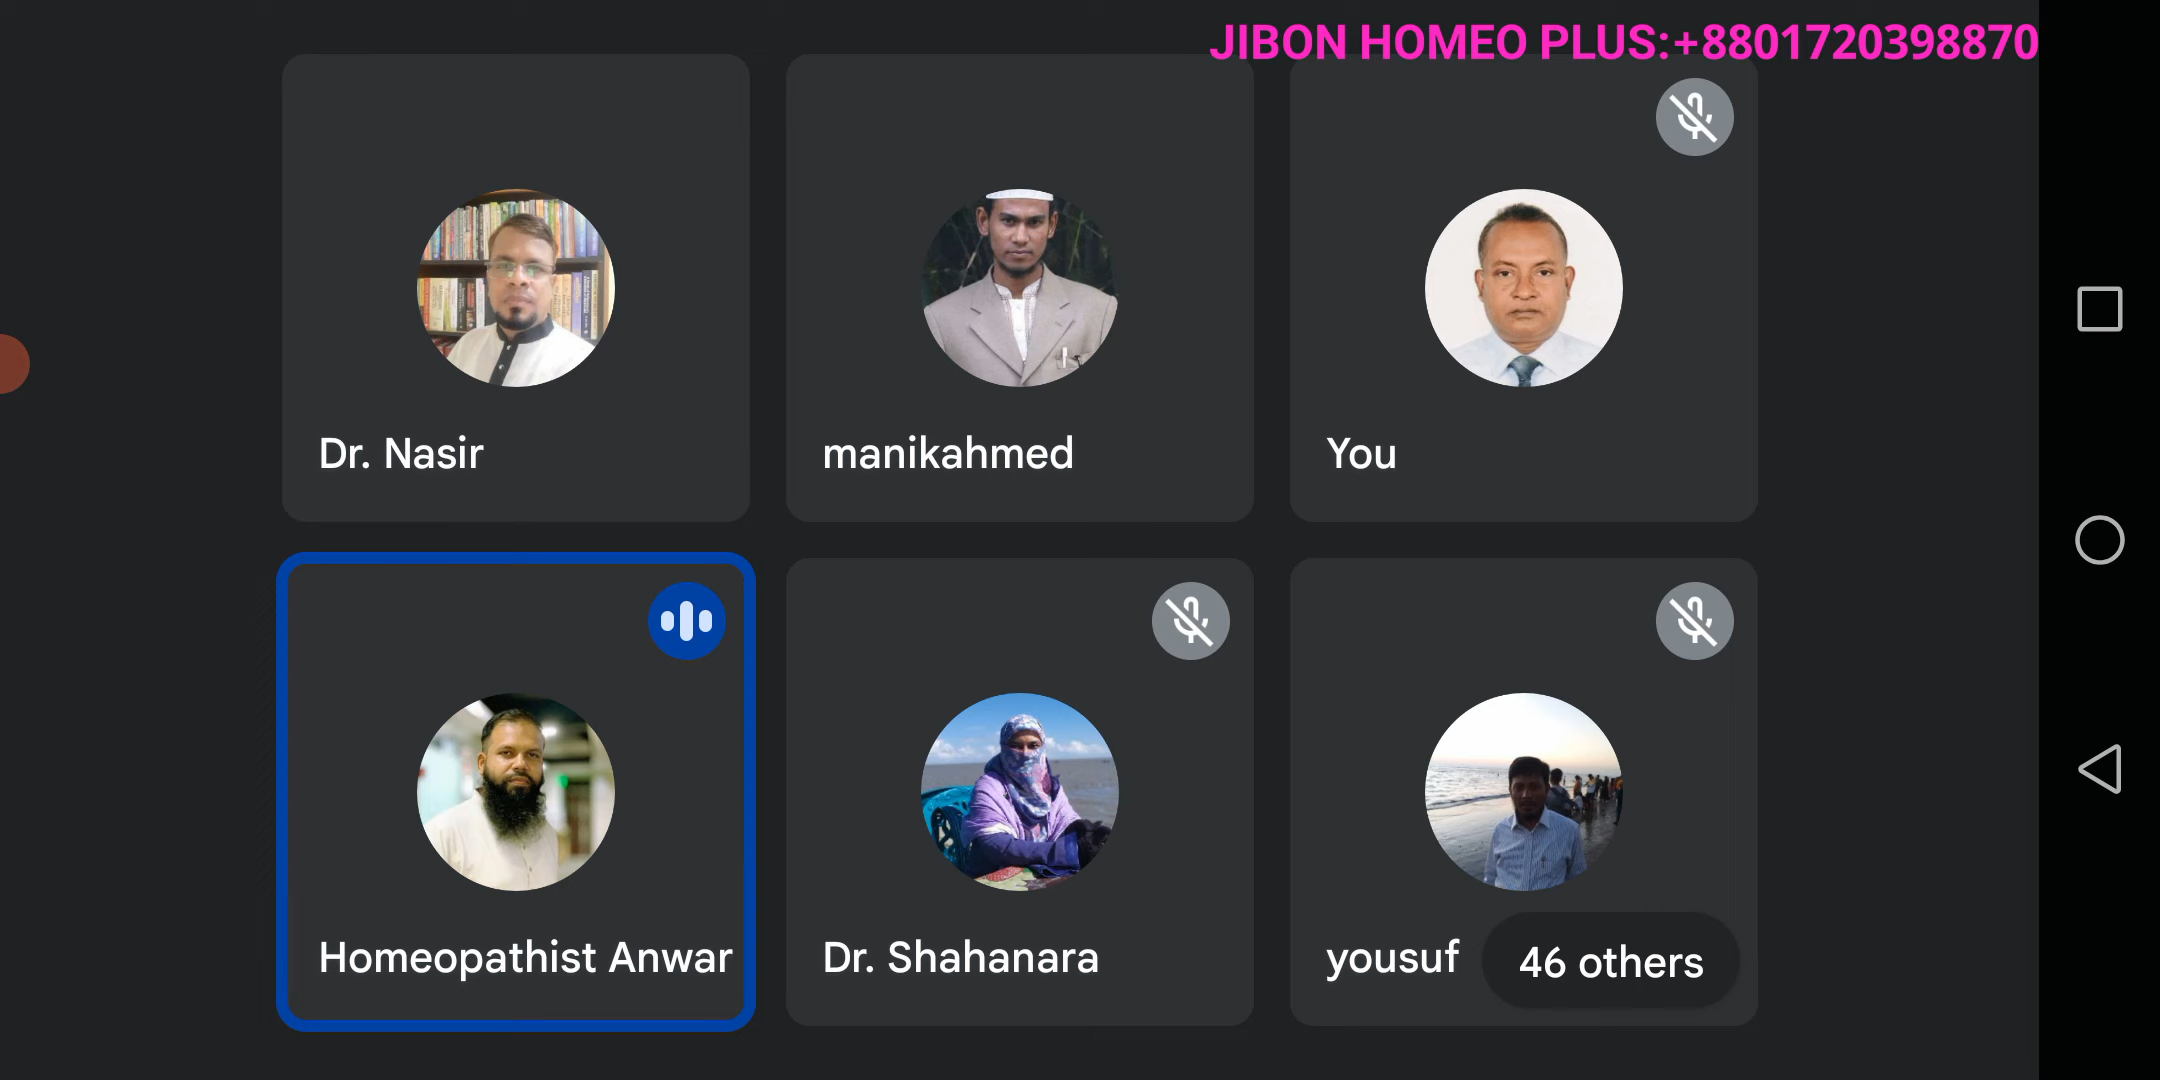 JIBON HOMEO PLUS:+8801720398870
Dr. Nasir
manikahmed
You
Homeopathist Anwar
Dr. Shahanara
yousuf
46 others